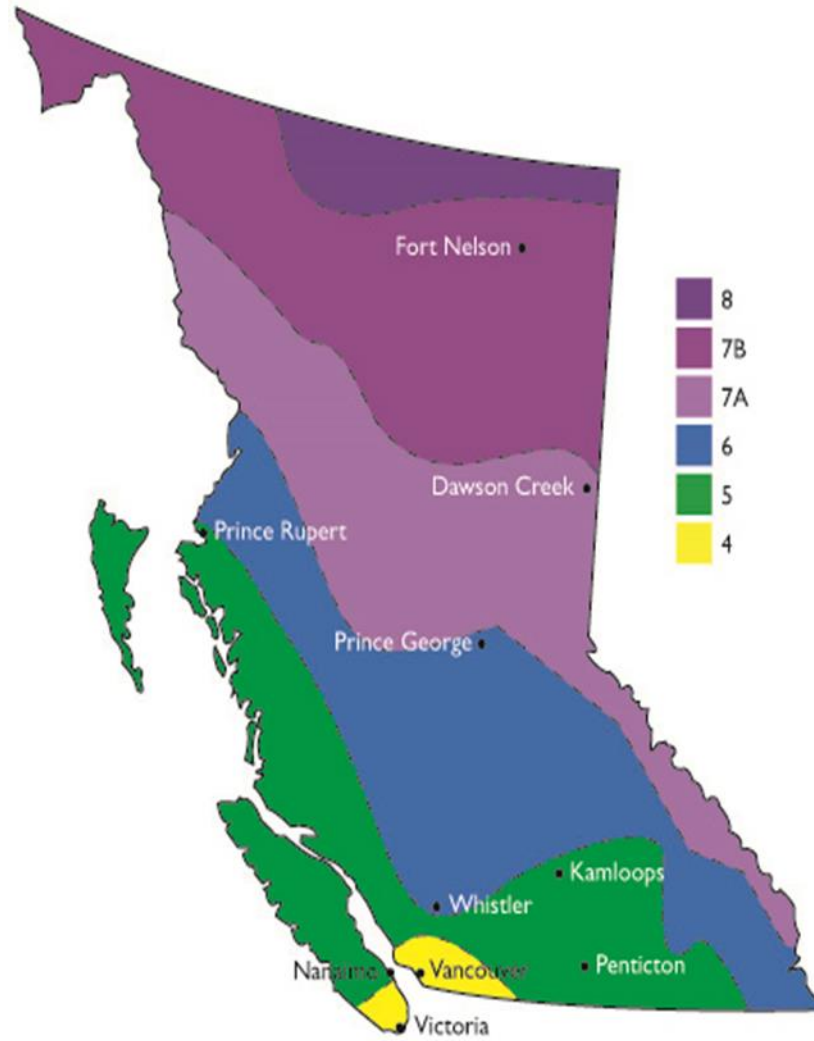 Fort Nelson
8
7B
7A
6
5
4
Dawson Creek
Prince Rupert
Prince George
Kamloops
Whistler
Penticton
Nanaimo
Vancouver
Victoria